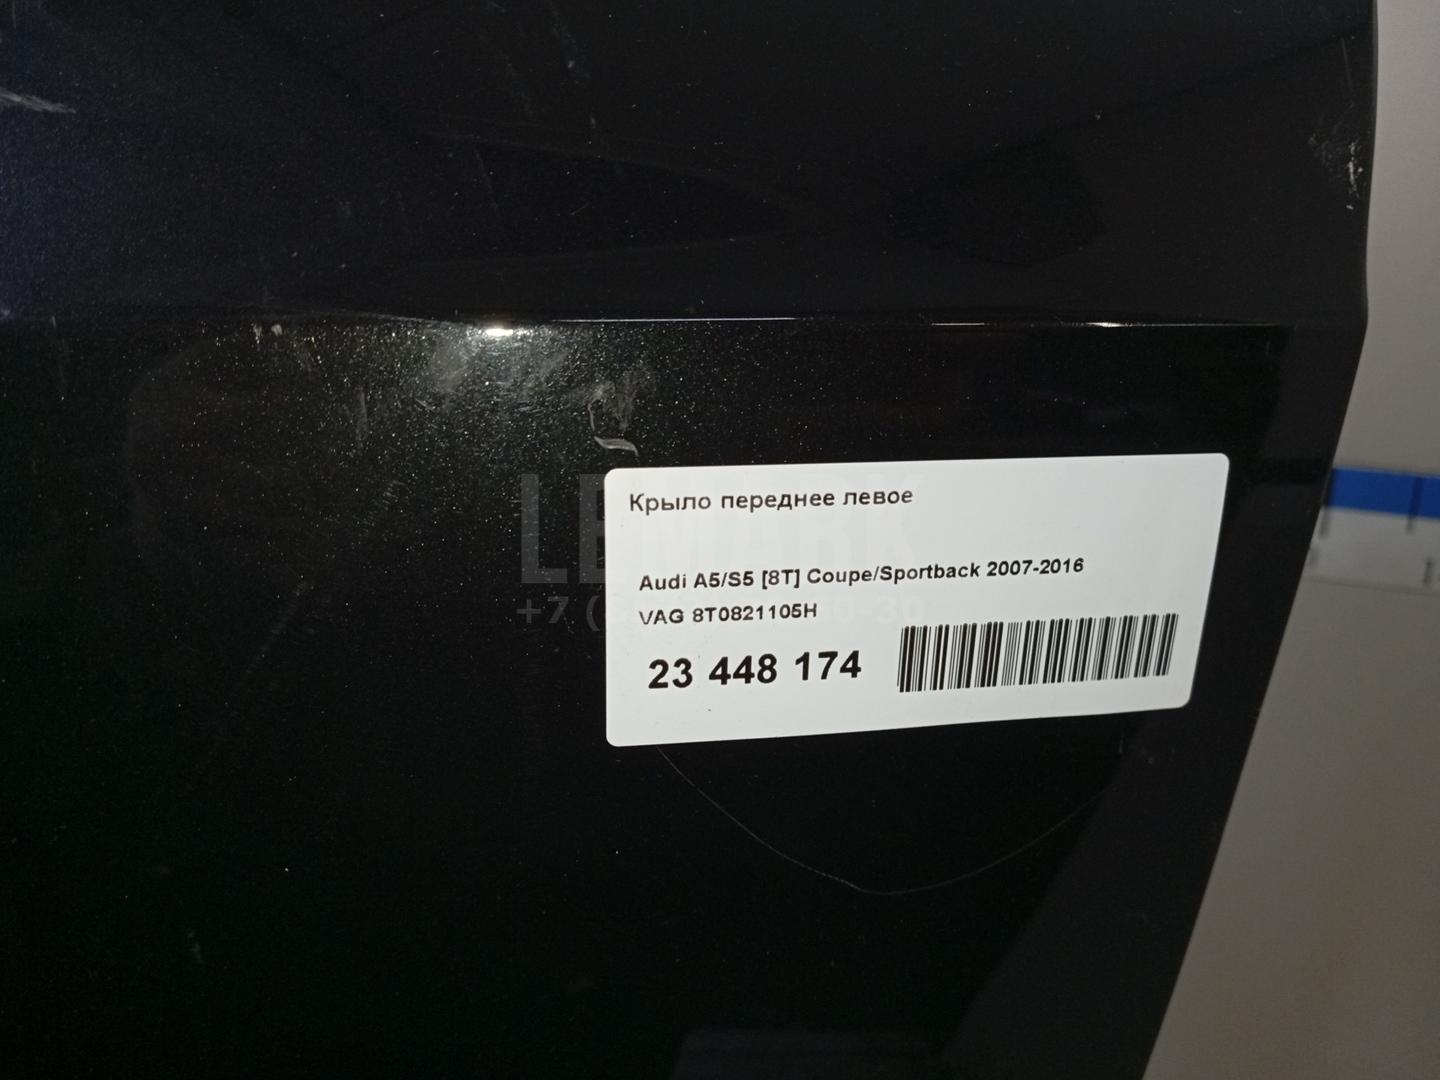 Крыло переднее левое
Audi A5/S5 [8T] Coupe/Sportback 2007-2016
VAG 8T0821105H
23 448 174